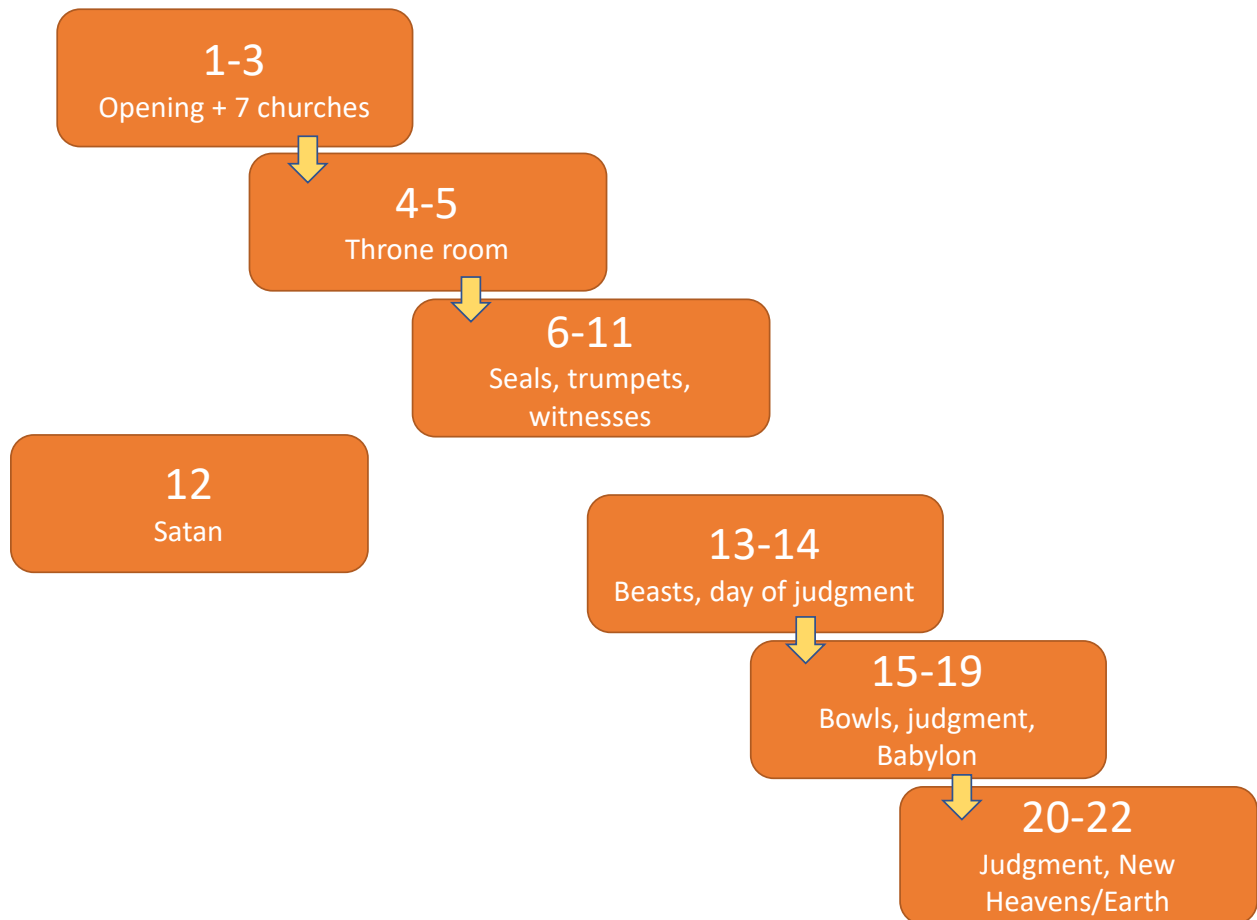 1-3
Opening + 7 churches
4-5
Throne room
6-11
Seals, trumpets,
witnesses
12
Satan
13-14
Beasts, day of judgment
15-19
Bowls, judgment,
Babylon
20-22
Judgment, New
Heavens/Earth